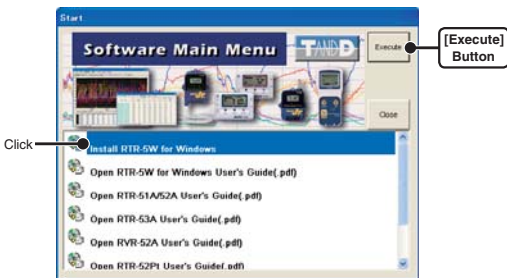 Start
Software Main Menu
T AND D
Execute
[Execute]
Button
Close
Click
Install RTR-5W for Windows
Open RTR-5W for Windows User's Guide(.pdf)
Open RTR-51A/52A User's Guide(.pdf)
Open RTR-53A User's Guide(.pdf)
Open RVR-52A User's Guide(.pdf)
Open RTR-52Pt User's Guide(.pdf)